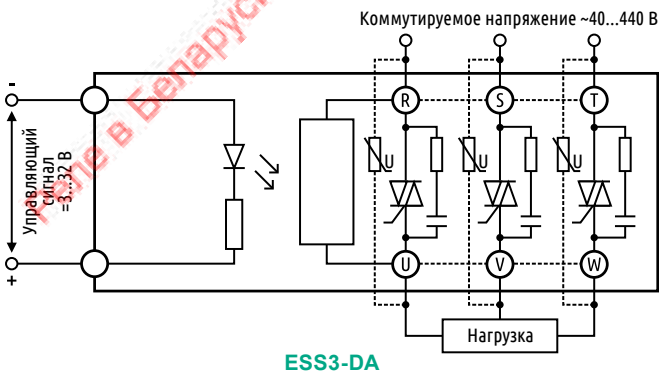 Коммутируемое напряжение ~40...440 В
Реле в Беларуси
-
Управляющий
сигнал
=3...32 В
+
R
S
T
U
U
U
U
V
W
Нагрузка
ESS3-DA